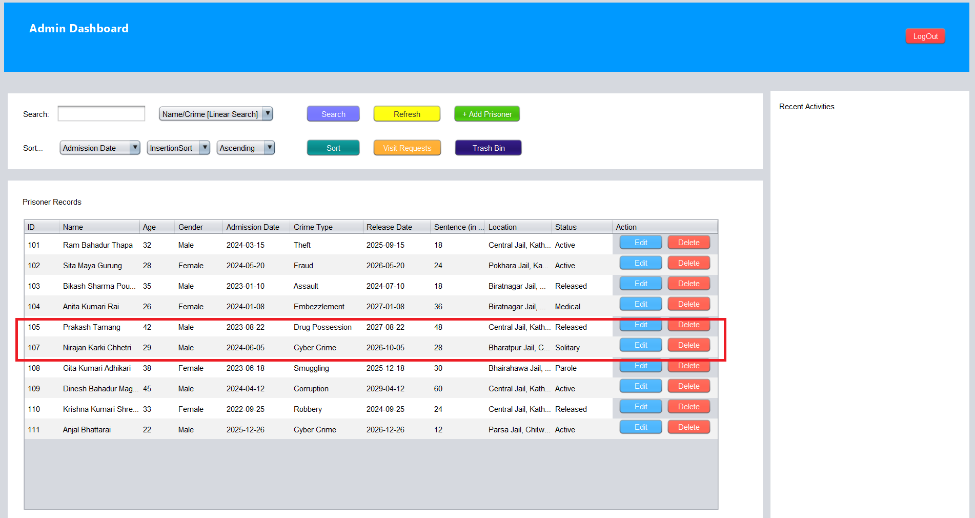 Admin Dashboard
LogOut
Search: Name/Crime [Linear Search] Search Refresh + Add Prisoner
Sort... Admission Date InsertionSort Ascending Sort Visit Requests Trash Bin
Recent Activities
Prisoner Records
ID Name Age Gender Admission Date Crime Type Release Date Sentence (in ... Location Status Action
101 Ram Bahadur Thapa 32 Male 2024-03-15 Theft 2025-09-15 18 Central Jail, Kath... Active Edit Delete
102 Sita Maya Gurung 28 Female 2024-05-20 Fraud 2026-05-20 24 Pokhara Jail, Ka Active Edit Delete
103 Bikash Sharma Pou... 35 Male 2023-01-10 Assault 2024-07-10 18 Biratnagar Jail, ... Released Edit Delete
104 Anita Kumari Rai 26 Female 2024-01-08 Embezzlement 2027-01-08 36 Biratnagar Jail, Medical Edit Delete
105 Prakash Tamang 42 Male 2023-08-22 Drug Possession 2027-08-22 48 Central Jail, Kath... Released Edit Delete
107 Nirajan Karki Chhetri 29 Male 2024-06-05 Cyber Crime 2026-10-05 28 Bharatpur Jail, C Solitary Edit Delete
108 Gita Kumari Adhikari 38 Female 2023-06-18 Smuggling 2025-12-18 30 Bhairahawa Jail, ... Parole Edit Delete
109 Dinesh Bahadur Mag... 45 Male 2024-04-12 Corruption 2029-04-12 60 Central Jail, Kath... Active Edit Delete
110 Krishna Kumari Shre... 33 Female 2022-09-25 Robbery 2024-09-25 24 Central Jail, Kath... Released Edit Delete
111 Anjal Bhattarai 22 Male 2025-12-26 Cyber Crime 2026-12-26 12 Parsa Jail, Chitw... Active Edit Delete